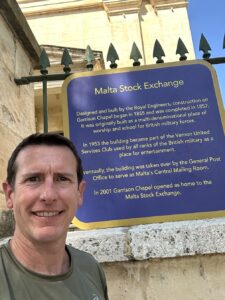 Malta Stock Exchange
Designed and built by the Royal Engineers, construction on
Garrison Chapel began in 1855 and was completed in 1857.
It was originally built as a multi-denominational place of
worship and school for British military forces.
In 1953 the building became part of the Vernon United
Services Club used by all ranks of the British military as a
place for entertainment.
ventually, the building was taken over by the General Post
Office to serve as Malta's Central Mailing Room.
In 2001 Garrison Chapel opened as home to the
Malta Stock Exchange.